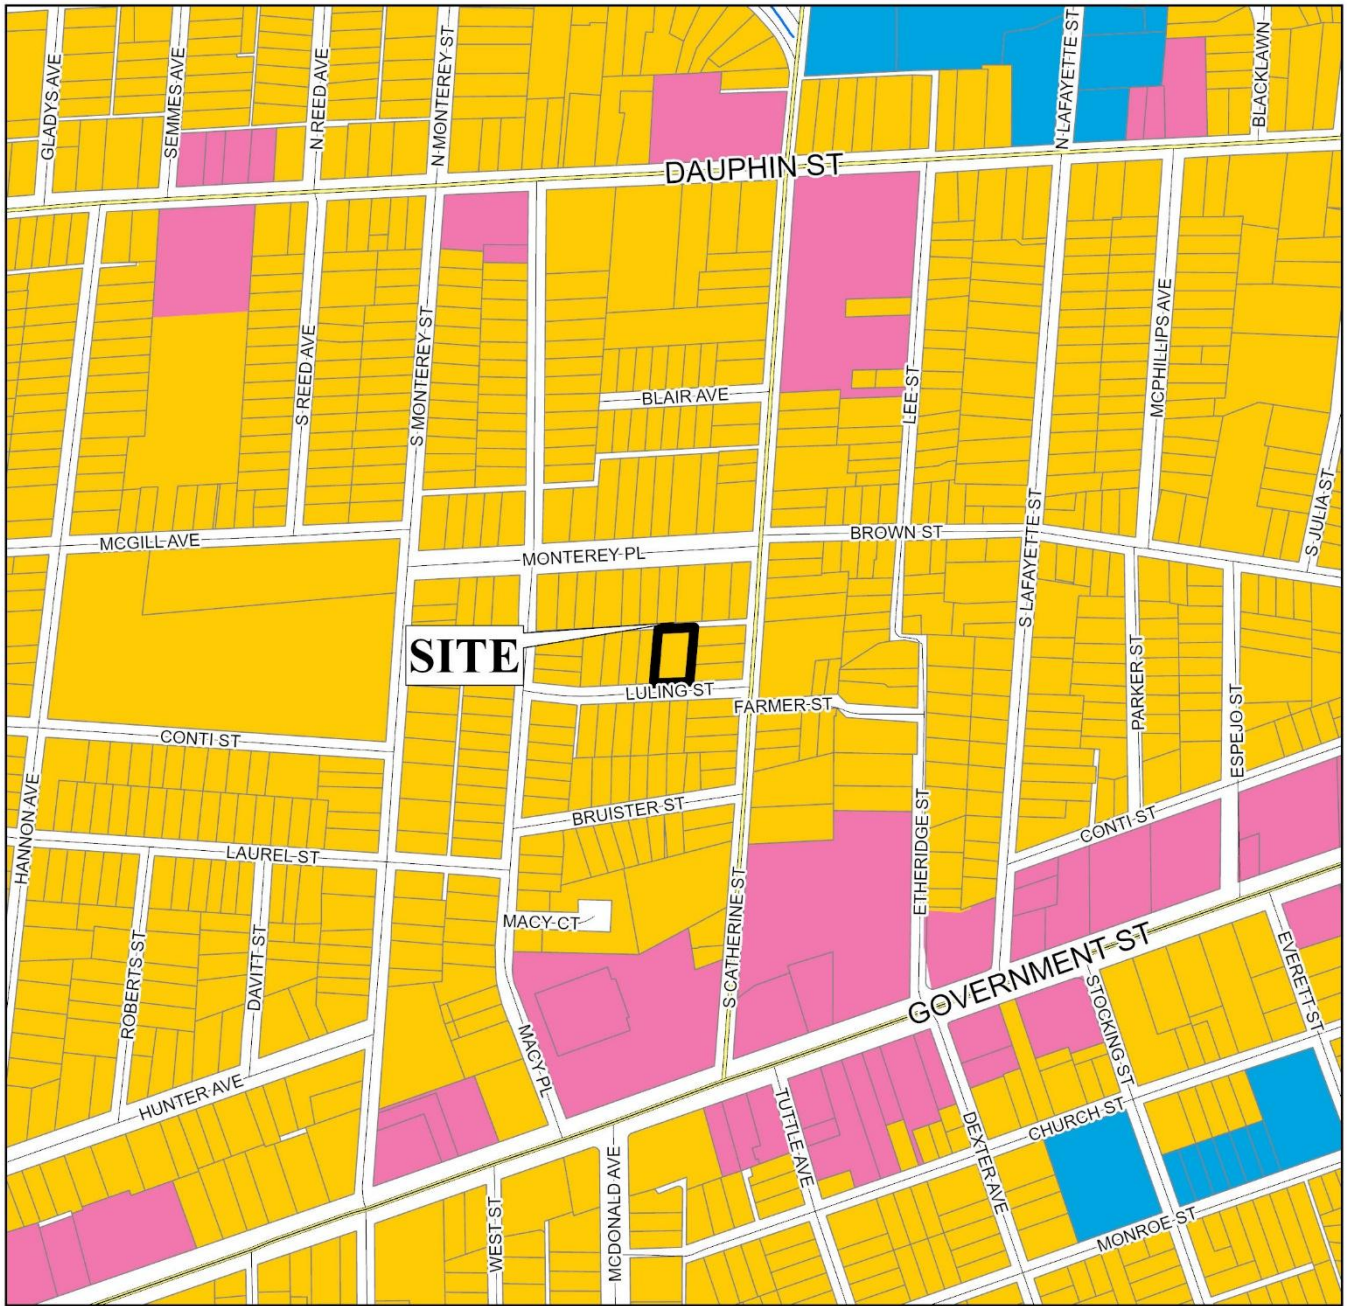 GLADYS AVE
SEMMES AVE
N REED AVE
N MONTEREY ST
N LAFAYETTE ST
BLACKLAWN
DAUPHIN ST
S REED AVE
S MONTEREY ST
BLAIR AVE
LEE ST
MCPHILLIPS AVE
S JULIA ST
MCGILL AVE
MONTEREY PL
BROWN ST
S LAFAYETTE ST
SITE
LULING ST
FARMER ST
PARKER ST
ESPEJO ST
CONTI ST
HANNON AVE
BRUISTER ST
LAUREL ST
ETHERIDGE ST
CONTI ST
MACY CT
S CATHERINE ST
ROBERTS ST
DAVITT ST
GOVERNMENT ST
STOCKING ST
EVERETT ST
HUNTER AVE
MACY PL
TUTTLE AVE
DEXTER AVE
CHURCH ST
WEST ST
MCDONALD AVE
MONROE ST